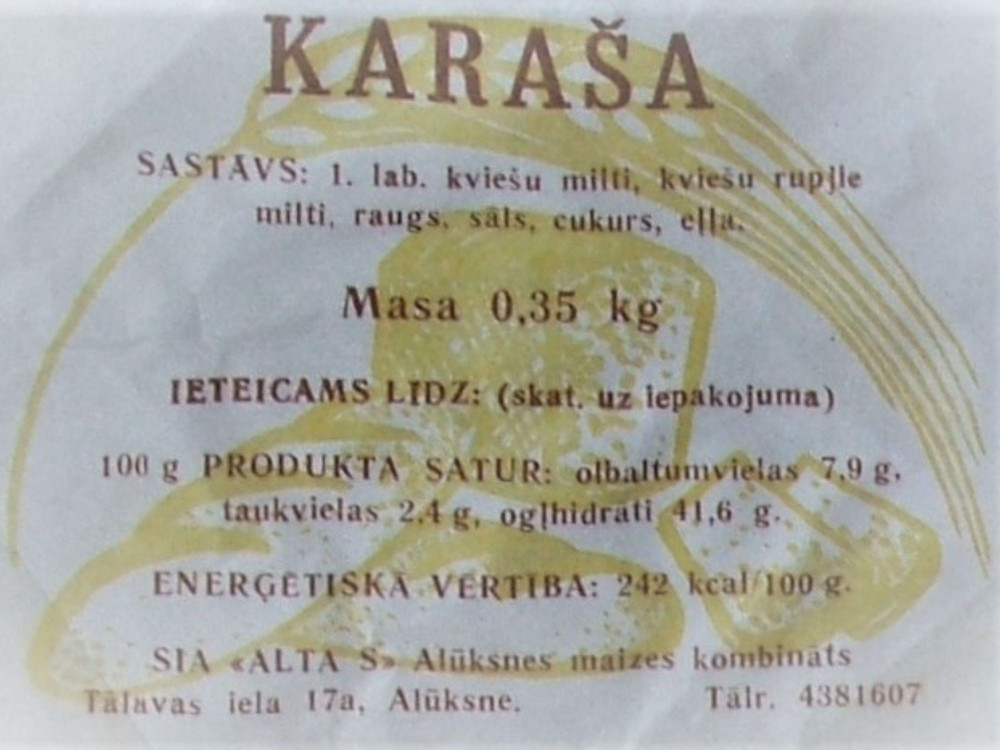 KARAŠA
SASTĀVS: 1. lab. kviešu milti, kviešu rupjie
milti, raugs, sāls, cukurs, eļļa.
Masa 0,35 kg
IETEICAMS LĪDZ: (skat. uz iepakojuma)
100 g PRODUKTA SATUR: olbaltumvielas 7,9 g,
taukvielas 2,4 g, ogļhidrāti 41,6 g.
ENERĢĒTISKĀ VĒRTĪBA: 242 kcal/100 g.
SIA «ALTA S» Alūksnes maizes kombināts
Tālavas iela 17a, Alūksne. Tālr. 4381607